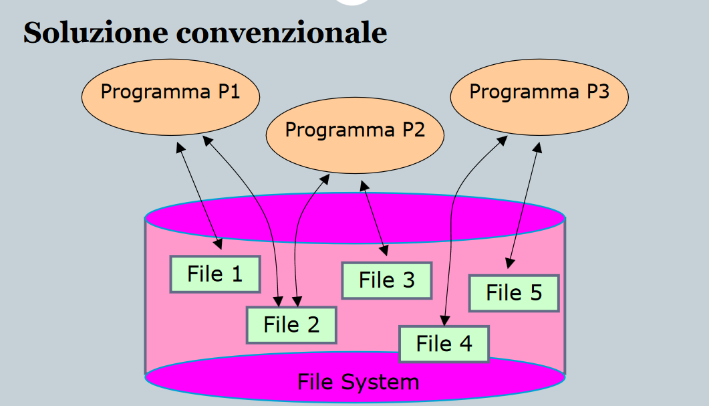 Soluzione convenzionale
Programma P1
Programma P2
Programma P3
File 1
File 2
File 3
File 4
File 5
File System